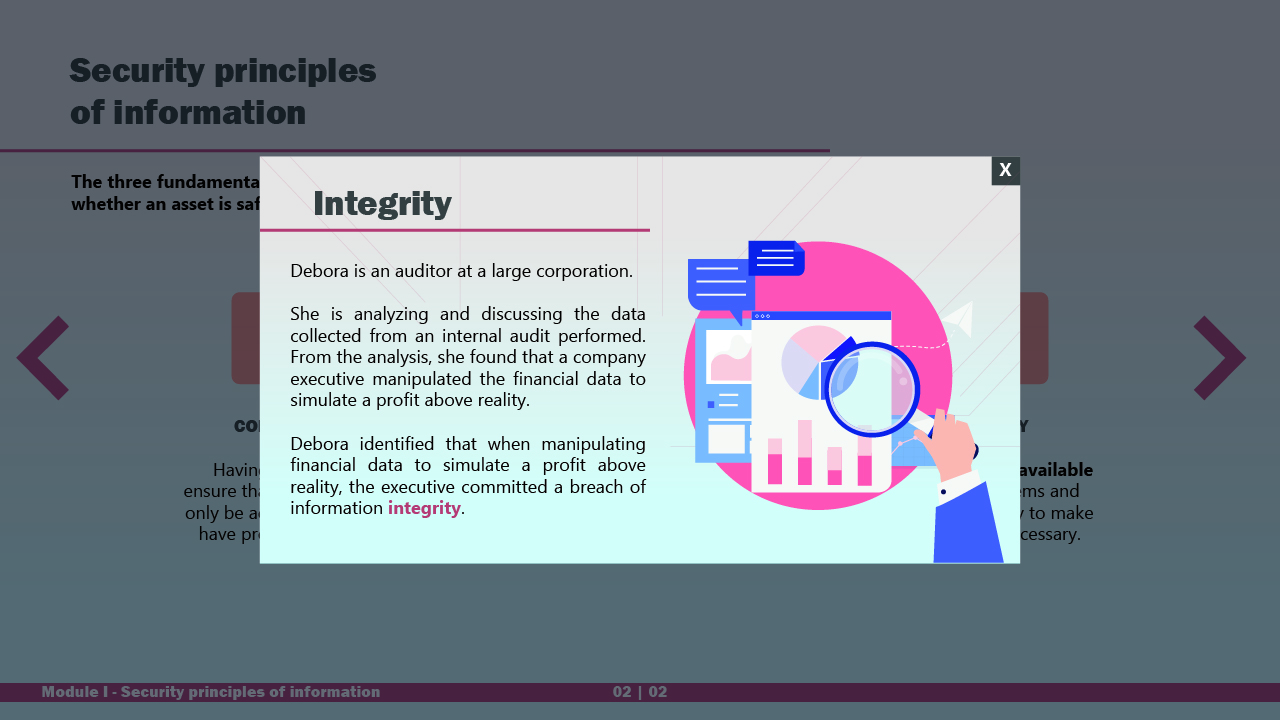 Security principles
of information
The three fundamenta
whether an asset is saf
X
Integrity
Debora is an auditor at a large corporation.
She is analyzing and discussing the data
collected from an internal audit performed.
From the analysis, she found that a company
executive manipulated the financial data to
simulate a profit above reality.
Debora identified that when manipulating
financial data to simulate a profit above
reality, the executive committed a breach of
information integrity.
available
Having
ensure tha
ems and
only be a
to make
have pr
cessary.
Module I - Security principles of information
02 | 02